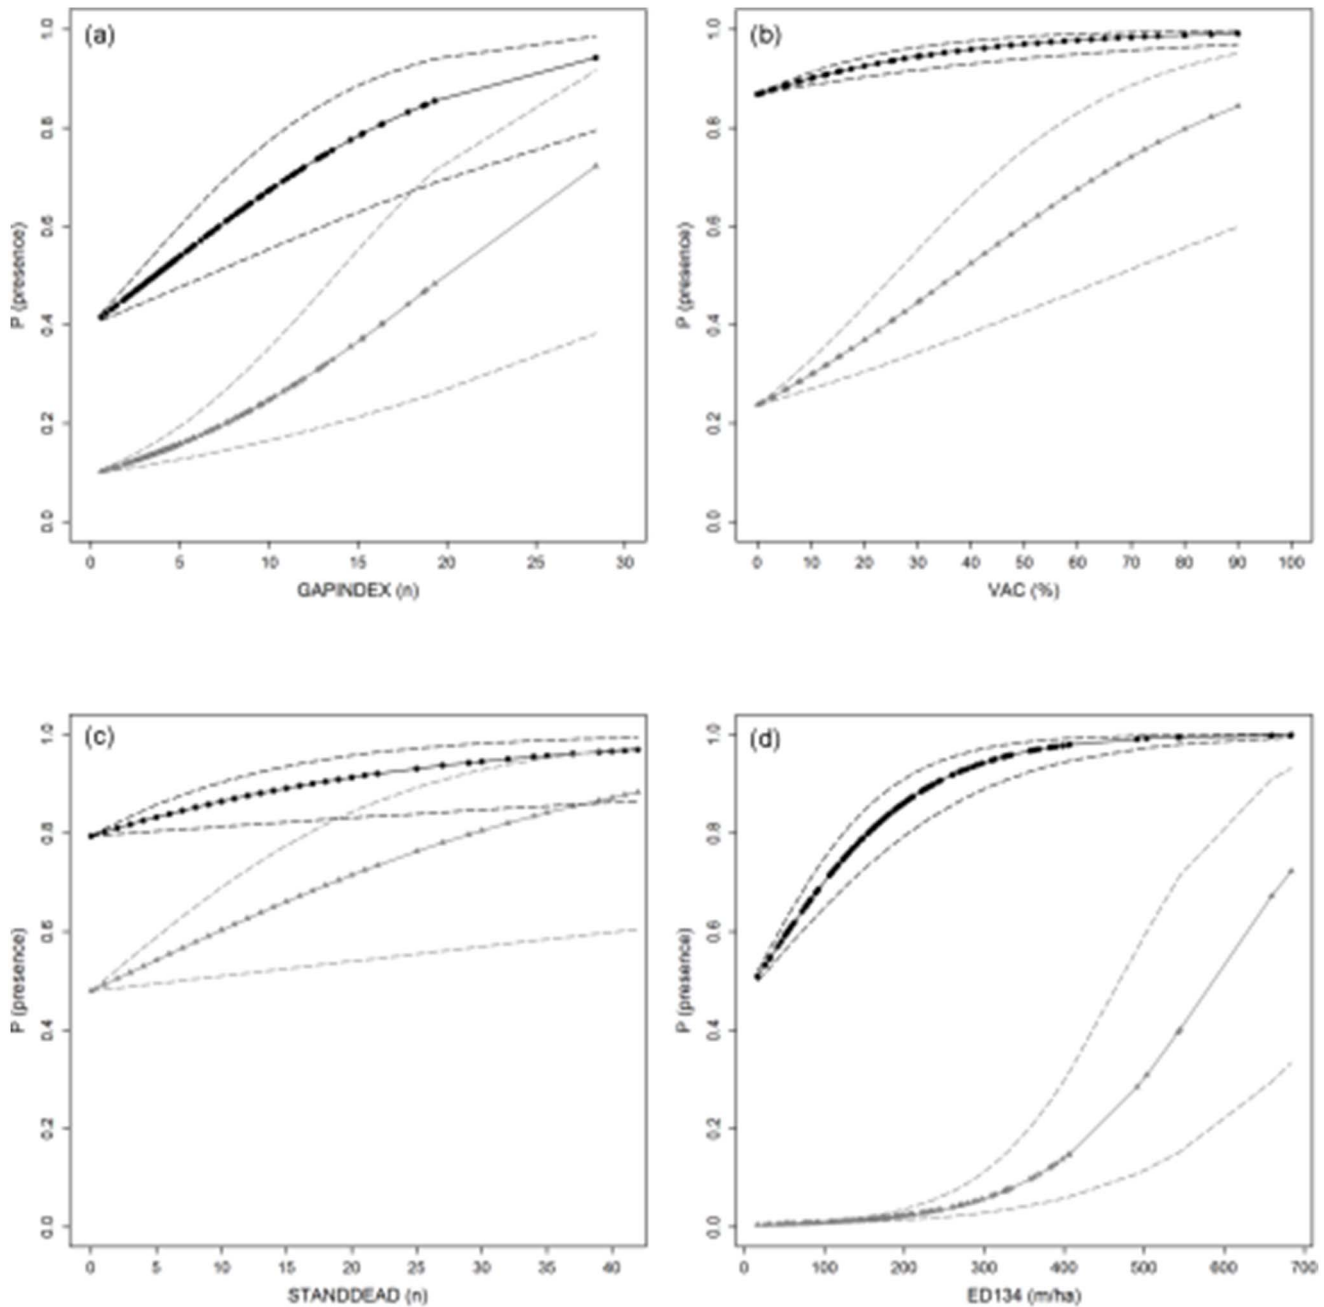 (a)
1.0
0.8
0.6
0.4
0.2
0.0
P (presence)
0 5 10 15 20 25 30
GAPINDEX (n)
(b)
1.0
0.8
0.6
0.4
0.2
0.0
P (presence)
0 10 20 30 40 50 60 70 80 90 100
VAC (%)
(c)
1.0
0.8
0.6
0.4
0.2
0.0
P (presence)
0 5 10 15 20 25 30 35 40
STANDDEAD (n)
(d)
1.0
0.8
0.6
0.4
0.2
0.0
P (presence)
0 100 200 300 400 500 600 700
ED134 (m/ha)